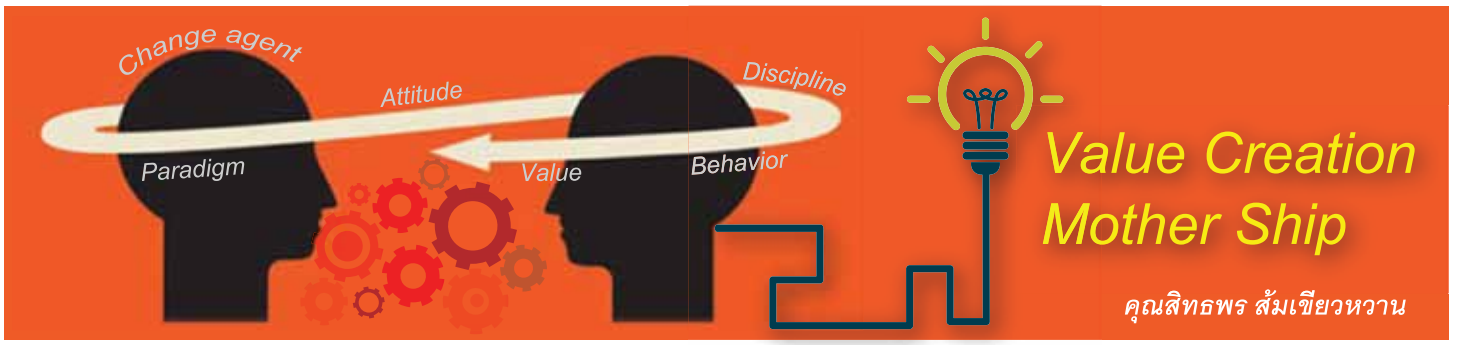 Change agent
Attitude
Discipline
Paradigm
Value
Behavior
Value Creation
Mother Ship
คุณสิทธพร ส้มเขียวหวาน